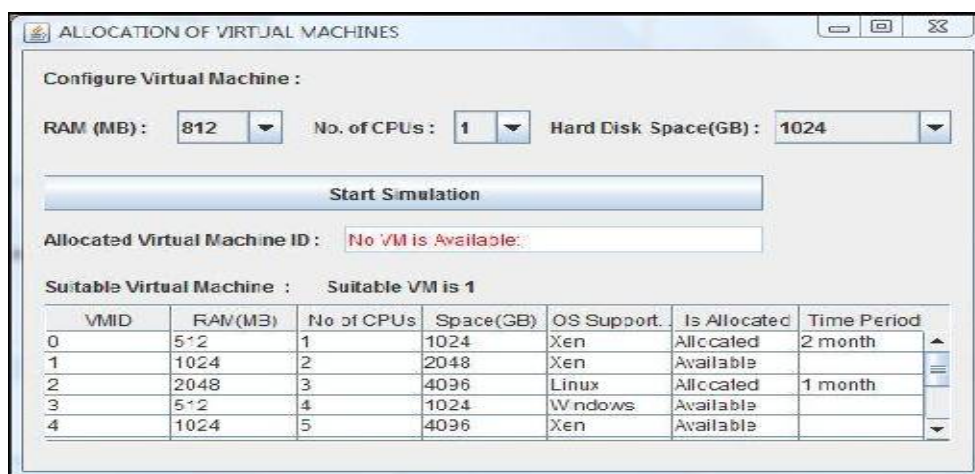 ALLOCATION OF VIRTUAL MACHINES
Configure Virtual Machine :
RAM (MB) : 812 No. of CPUs : 1 Hard Disk Space(GB) : 1024
Start Simulation
Allocated Virtual Machine ID : No VM is Available:
Suitable Virtual Machine : Suitable VM is 1
VMID RAM(MB) No of CPUs Space(GB) OS Support.. Is Allocated Time Period
0 512 1 1024 Xen Allocated 2 month
1 1024 2 2048 Xen Available
2 2048 3 4096 Linux Allocated 1 month
3 512 4 1024 Windows Available
4 1024 5 4096 Xen Available